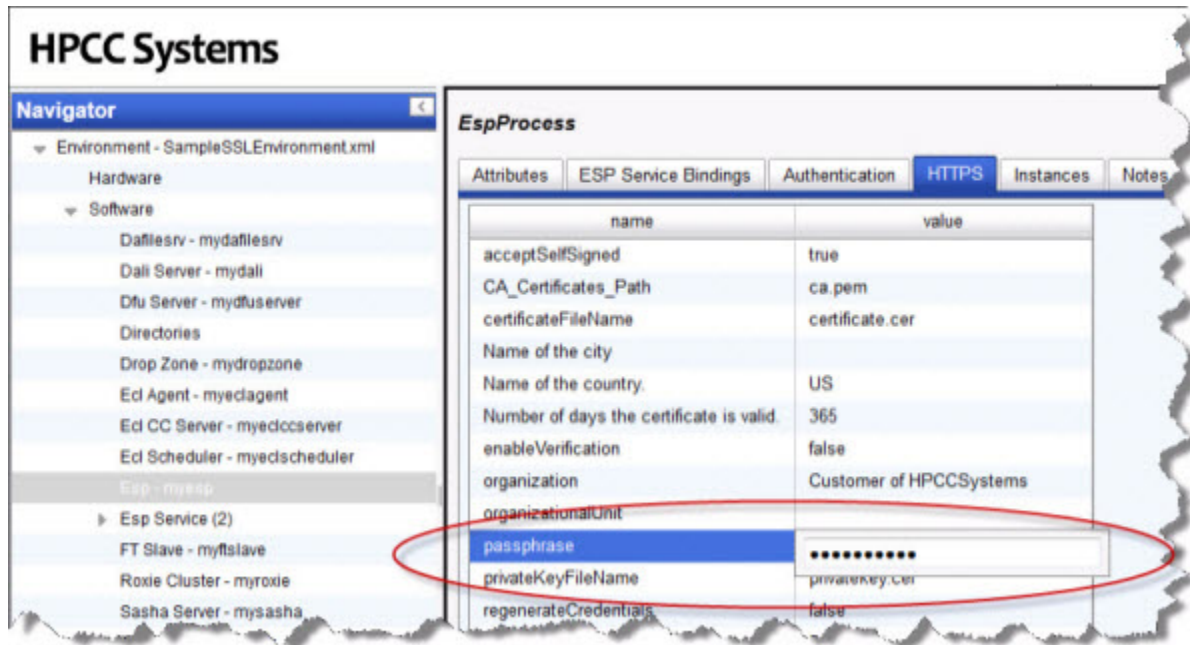 HPCC Systems
Navigator
Environment - SampleSSLEnvironment.xml
Hardware
Software
Dafilesrv - mydafilesrv
Dali Server - mydali
Dfu Server - mydfuserver
Directories
Drop Zone - mydropzone
Ecl Agent - myeclagent
Ecl CC Server - myeclccserver
Ecl Scheduler - myeclscheduler
Esp - myesp
Esp Service (2)
FT Slave - myftslave
Roxie Cluster - myroxie
Sasha Server - mysasha
EspProcess
Attributes ESP Service Bindings Authentication HTTPS Instances Notes
name value
acceptSelfSigned true
CA_Certificates_Path ca.pem
certificateFileName certificate.cer
Name of the city
Name of the country. US
Number of days the certificate is valid. 365
enableVerification false
organization Customer of HPCCSystems
organizationalUnit
passphrase ••••••••••
privateKeyFileName privatekey.cer
regenerateCredentials false